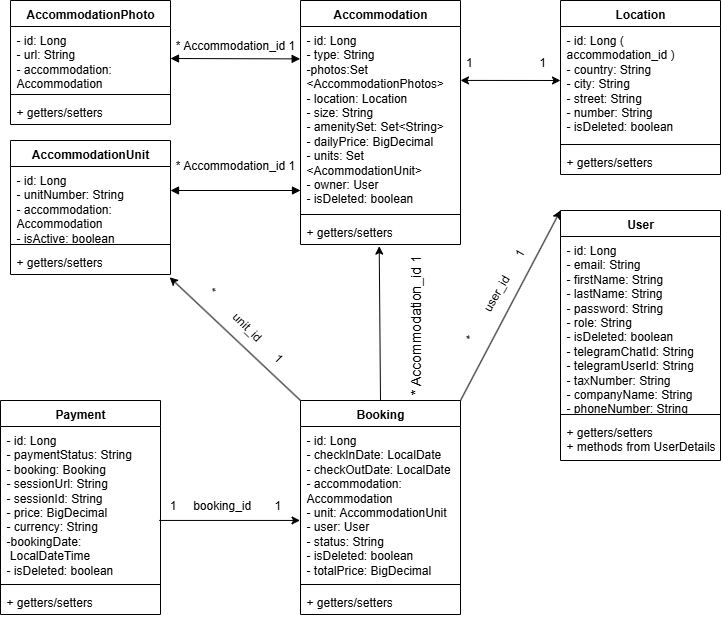 AccommodationPhoto
- id: Long
- url: String
- accommodation:
Accommodation
+ getters/setters
* Accommodation_id 1
Accommodation
- id: Long
- type: String
-photos:Set
<AccommodationPhotos>
- location: Location
- size: String
- amenitySet: Set<String>
- dailyPrice: BigDecimal
- units: Set
<AcommodationUnit>
- owner: User
- isDeleted: boolean
+ getters/setters
1 1
Location
- id: Long (
accommodation_id )
- country: String
- city: String
- street: String
- number: String
- isDeleted: boolean
+ getters/setters
AccommodationUnit
- id: Long
- unitNumber: String
- accommodation:
Accommodation
- isActive: boolean
+ getters/setters
* Accommodation_id 1
User
- id: Long
- email: String
- firstName: String
- lastName: String
- password: String
- role: String
- isDeleted: boolean
- telegramChatId: String
- telegramUserId: String
- taxNumber: String
- companyName: String
- phoneNumber: String
+ getters/setters
+ methods from UserDetails
* unit_id 1
* Accommodation_id 1
* user_id 1
Payment
- id: Long
- paymentStatus: String
- booking: Booking
- sessionUrl: String
- sessionId: String
- price: BigDecimal
- currency: String
-bookingDate:
LocalDateTime
- isDeleted: boolean
+ getters/setters
1 booking_id 1
Booking
- id: Long
- checkInDate: LocalDate
- checkOutDate: LocalDate
- accommodation:
Accommodation
- unit: AccommodationUnit
- user: User
- status: String
- isDeleted: boolean
- totalPrice: BigDecimal
+ getters/setters